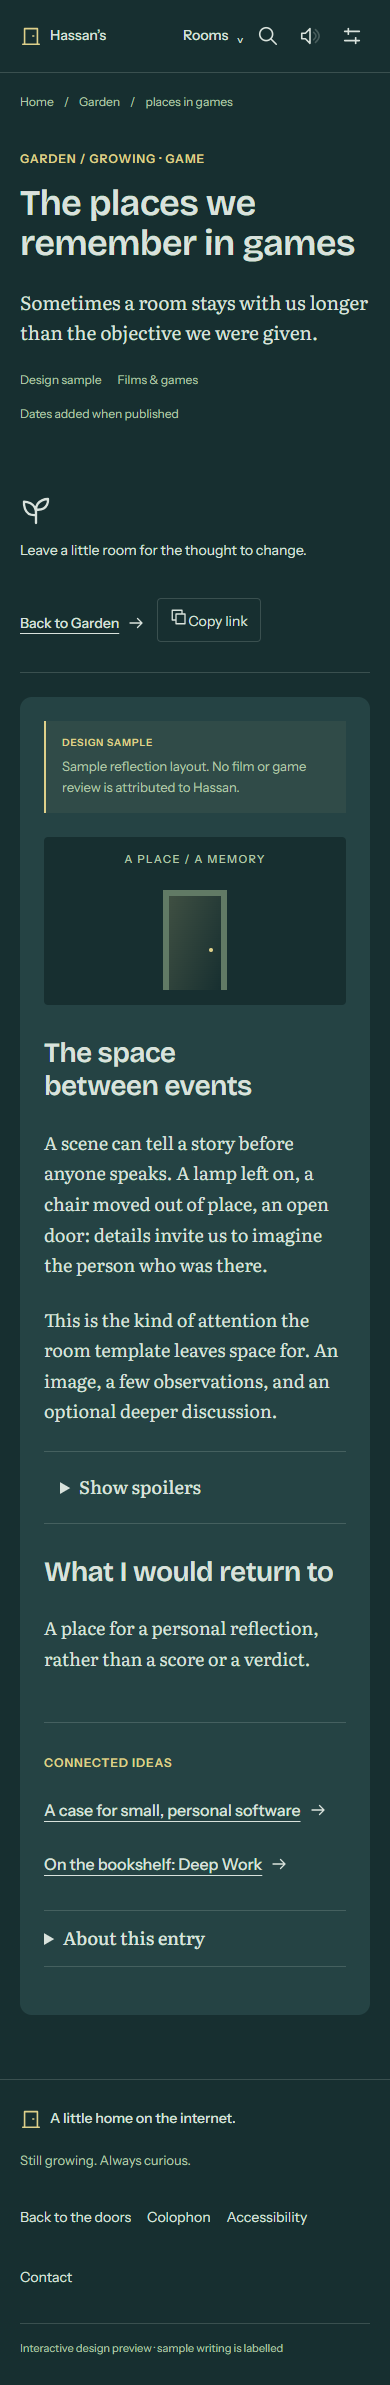 Hassan's
Rooms
Home / Garden / places in games
GARDEN / GROWING · GAME
The places we
remember in games
Sometimes a room stays with us longer
than the objective we were given.
Design sample Films & games
Dates added when published
Leave a little room for the thought to change.
Back to Garden → Copy link
DESIGN SAMPLE
Sample reflection layout. No film or game
review is attributed to Hassan.
A PLACE / A MEMORY
The space
between events
A scene can tell a story before
anyone speaks. A lamp left on, a
chair moved out of place, an open
door: details invite us to imagine
the person who was there.
This is the kind of attention the
room template leaves space for. An
image, a few observations, and an
optional deeper discussion.
Show spoilers
What I would return to
A place for a personal reflection,
rather than a score or a verdict.
CONNECTED IDEAS
A case for small, personal software →
On the bookshelf: Deep Work →
About this entry
A little home on the internet.
Still growing. Always curious.
Back to the doors Colophon Accessibility
Contact
Interactive design preview · sample writing is labelled